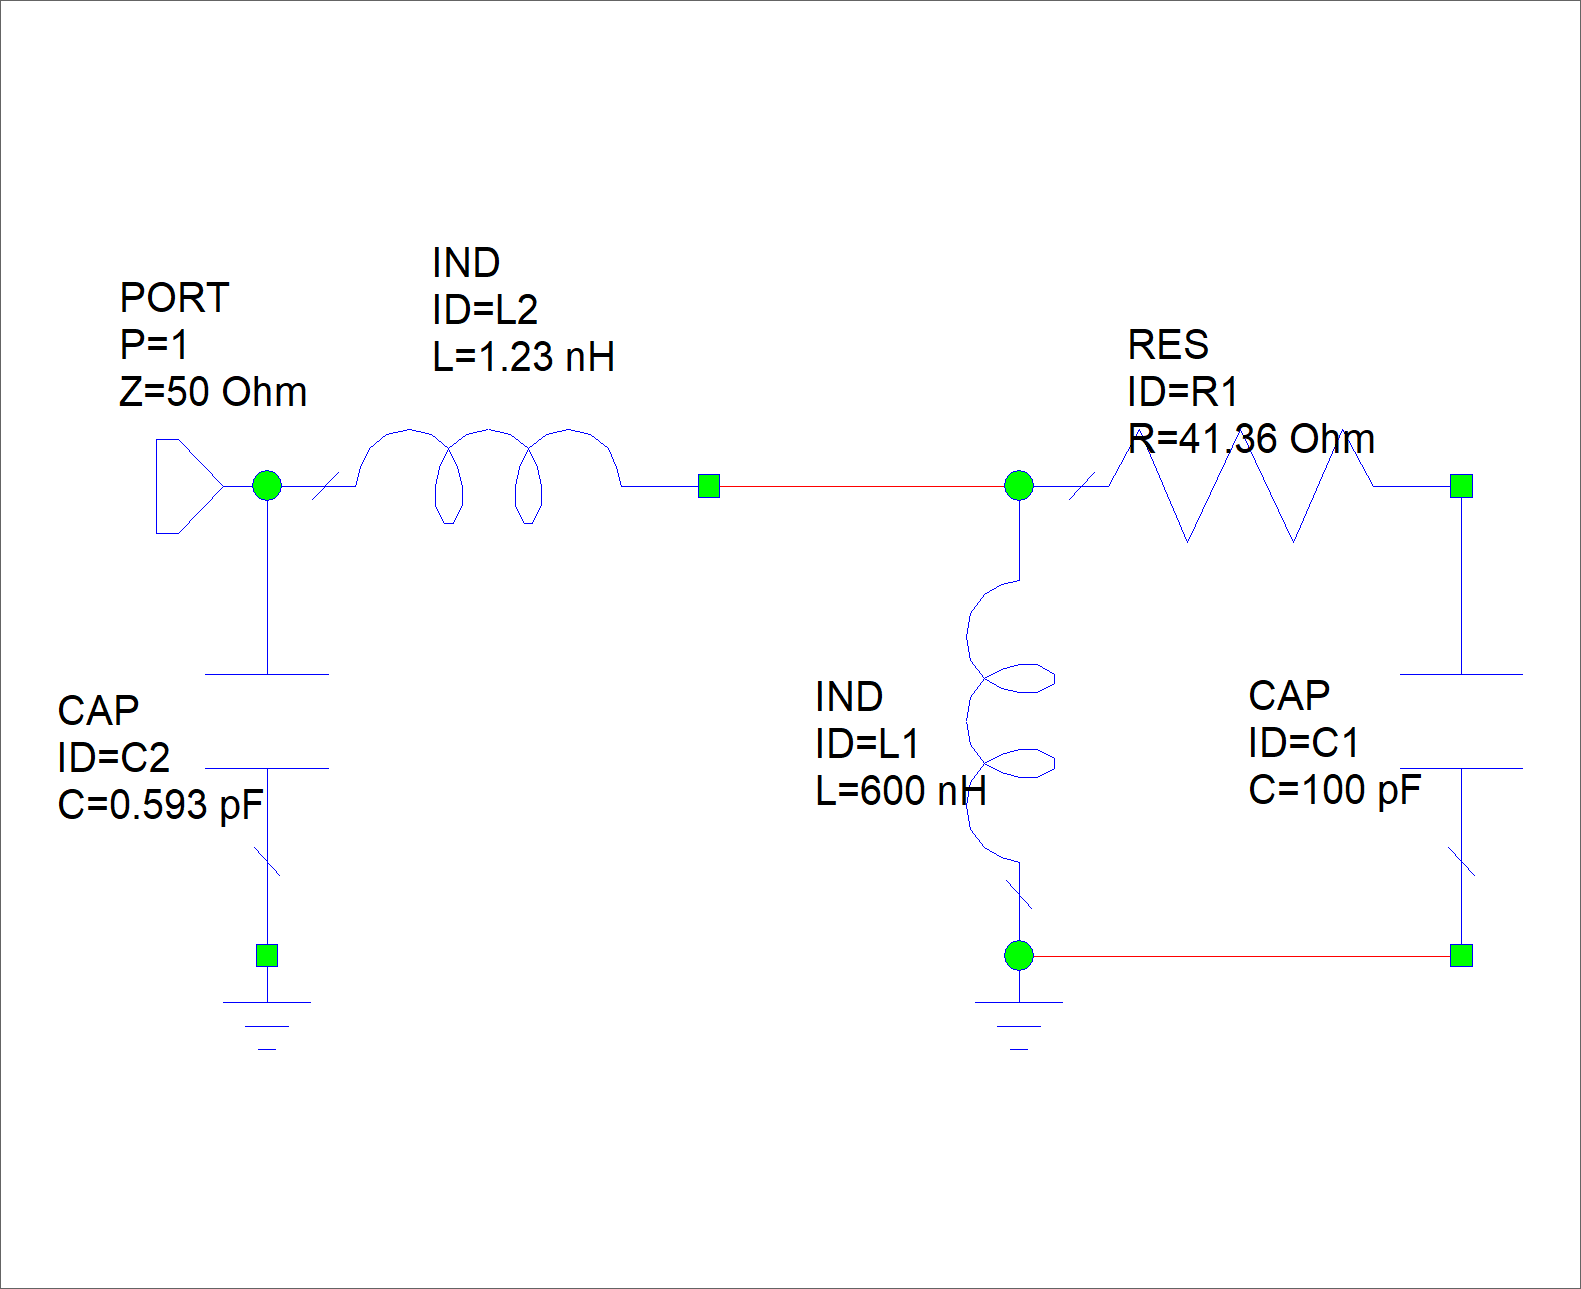 PORT
P=1
Z=50 Ohm
IND
ID=L2
L=1.23 nH
RES
ID=R1
R=41.36 Ohm
CAP
ID=C2
C=0.593 pF
IND
ID=L1
L=600 nH
CAP
ID=C1
C=100 pF